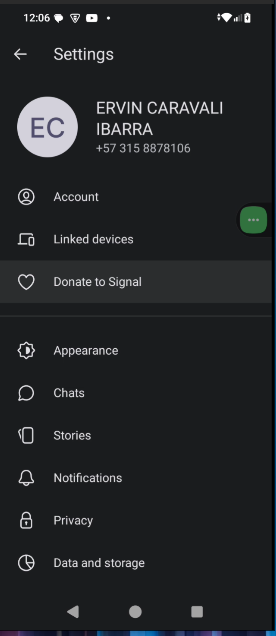 12:06
Settings
EC
ERVIN CARAVALI
IBARRA
+57 315 8878106
Account
Linked devices
Donate to Signal
Appearance
Chats
Stories
Notifications
Privacy
Data and storage